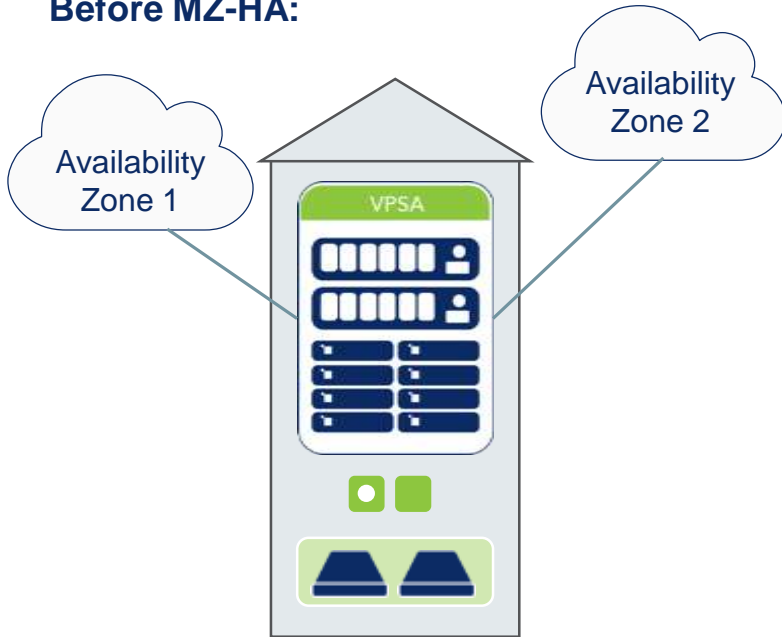 Before MZ-HA:
Availability
Zone 2
Availability
Zone 1
VPSA